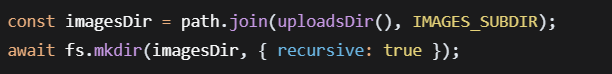 const imagesDir = path.join(uploadsDir(), IMAGES_SUBDIR);
await fs.mkdir(imagesDir, { recursive: true });